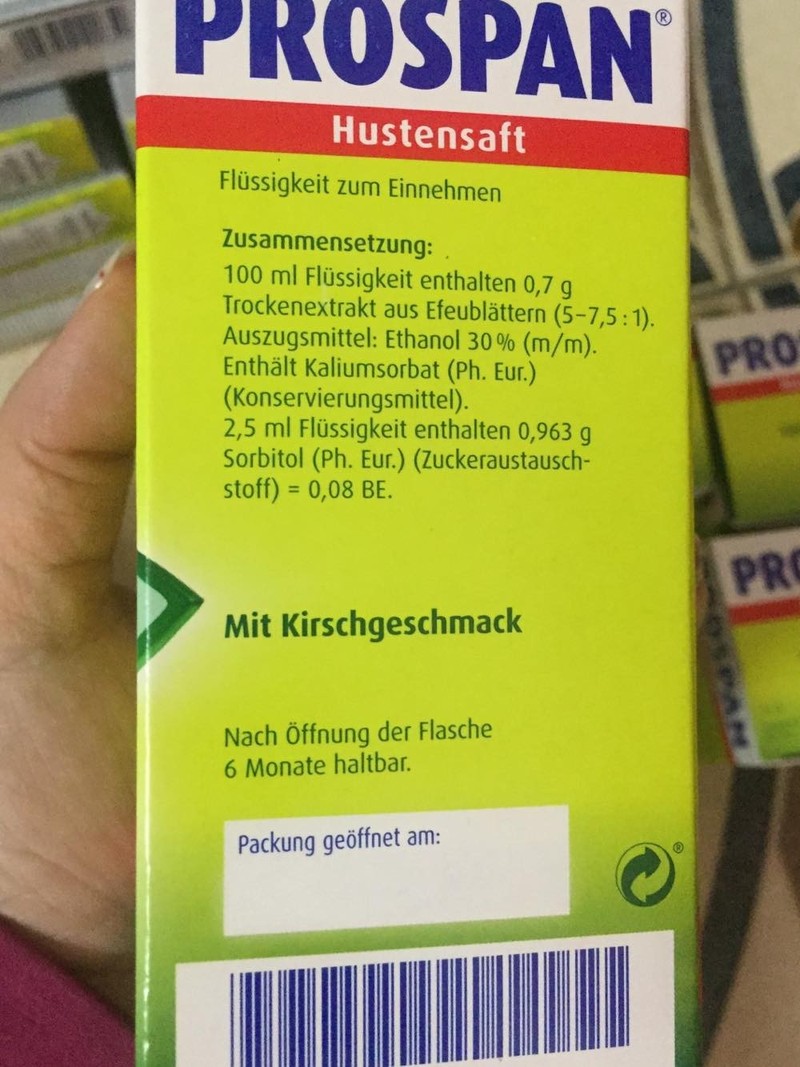 PROSPAN®
Hustensaft
Flüssigkeit zum Einnehmen
Zusammensetzung:
100 ml Flüssigkeit enthalten 0,7 g
Trockenextrakt aus Efeublättern (5–7,5 : 1).
Auszugsmittel: Ethanol 30 % (m/m).
Enthält Kaliumsorbat (Ph. Eur.)
(Konservierungsmittel).
2,5 ml Flüssigkeit enthalten 0,963 g
Sorbitol (Ph. Eur.) (Zuckeraustausch-
stoff) = 0,08 BE.
Mit Kirschgeschmack
Nach Öffnung der Flasche
6 Monate haltbar.
Packung geöffnet am:
®
PRO
PRO
PROSPAN